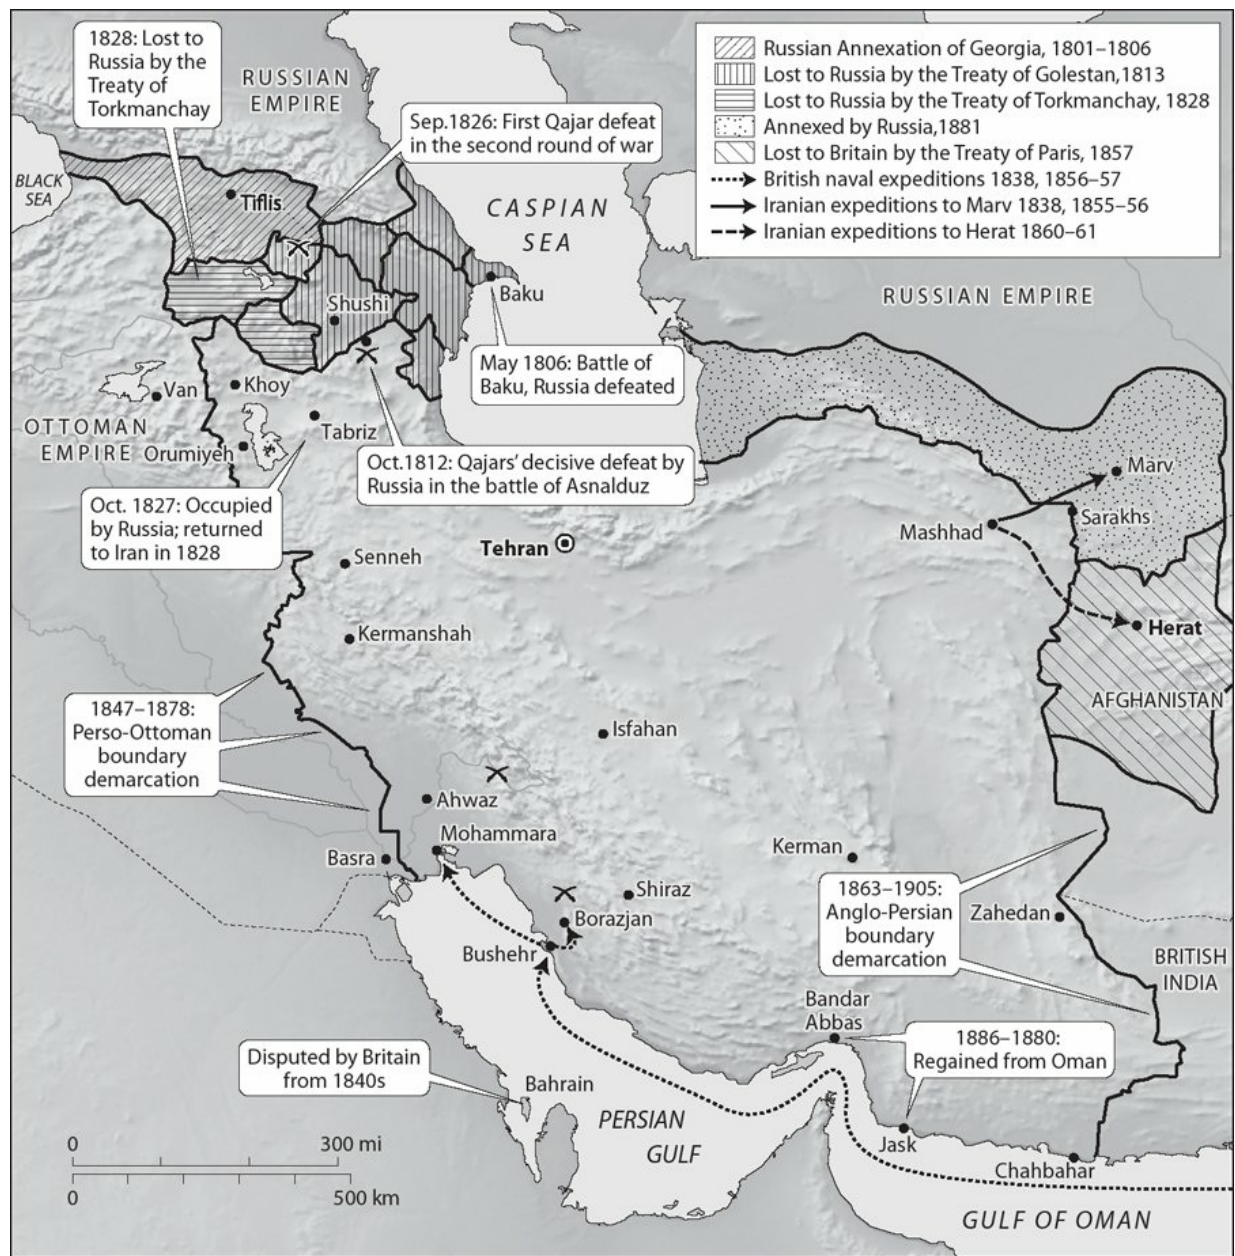 1828: Lost to
Russia by the
Treaty of
Torkmanchay
RUSSIAN
EMPIRE
Sep.1826: First Qajar defeat
in the second round of war
Russian Annexation of Georgia, 1801–1806
Lost to Russia by the Treaty of Golestan,1813
Lost to Russia by the Treaty of Torkmanchay, 1828
Annexed by Russia,1881
Lost to Britain by the Treaty of Paris, 1857
British naval expeditions 1838, 1856–57
Iranian expeditions to Marv 1838, 1855–56
Iranian expeditions to Herat 1860–61
BLACK
SEA
Tiflis
CASPIAN
SEA
Shushi
Baku
RUSSIAN EMPIRE
May 1806: Battle of
Baku, Russia defeated
Van
Khoy
Tabriz
OTTOMAN
EMPIRE
Orumiyeh
Oct.1812: Qajars' decisive defeat by
Russia in the battle of Asnalduz
Oct. 1827: Occupied
by Russia; returned
to Iran in 1828
Marv
Sarakhs
Mashhad
Tehran
Senneh
Kermanshah
Herat
AFGHANISTAN
1847–1878:
Perso-Ottoman
boundary
demarcation
Isfahan
Ahwaz
Mohammara
Basra
Kerman
Shiraz
Borazjan
Bushehr
1863–1905:
Anglo-Persian
boundary
demarcation
Zahedan
BRITISH
INDIA
Bandar
Abbas
1886–1880:
Regained from Oman
Disputed by Britain
from 1840s
Bahrain
PERSIAN
GULF
Jask
Chahbahar
0 300 mi
0 500 km
GULF OF OMAN